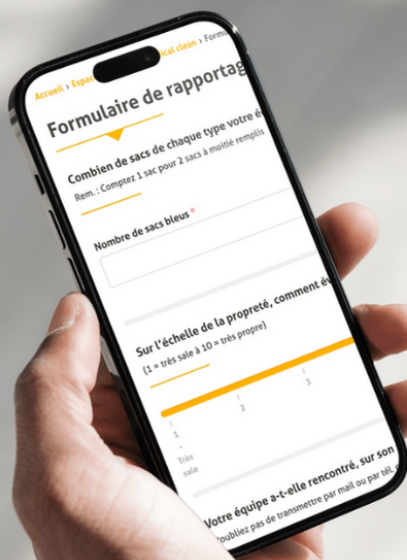 Accueil › Espac ical clean › Formu
Formulaire de rapportag
Combien de sacs de chaque type votre é
Rem. : Comptez 1 sac pour 2 sacs à moitié remplis
Nombre de sacs bleus *
Sur l'échelle de la propreté, comment év
(1 = très sale à 10 = très propre)
1 2 3
-
Très
sale
Votre équipe a-t-elle rencontré, sur son
oubliez pas de transmettre par mail ou par tél,